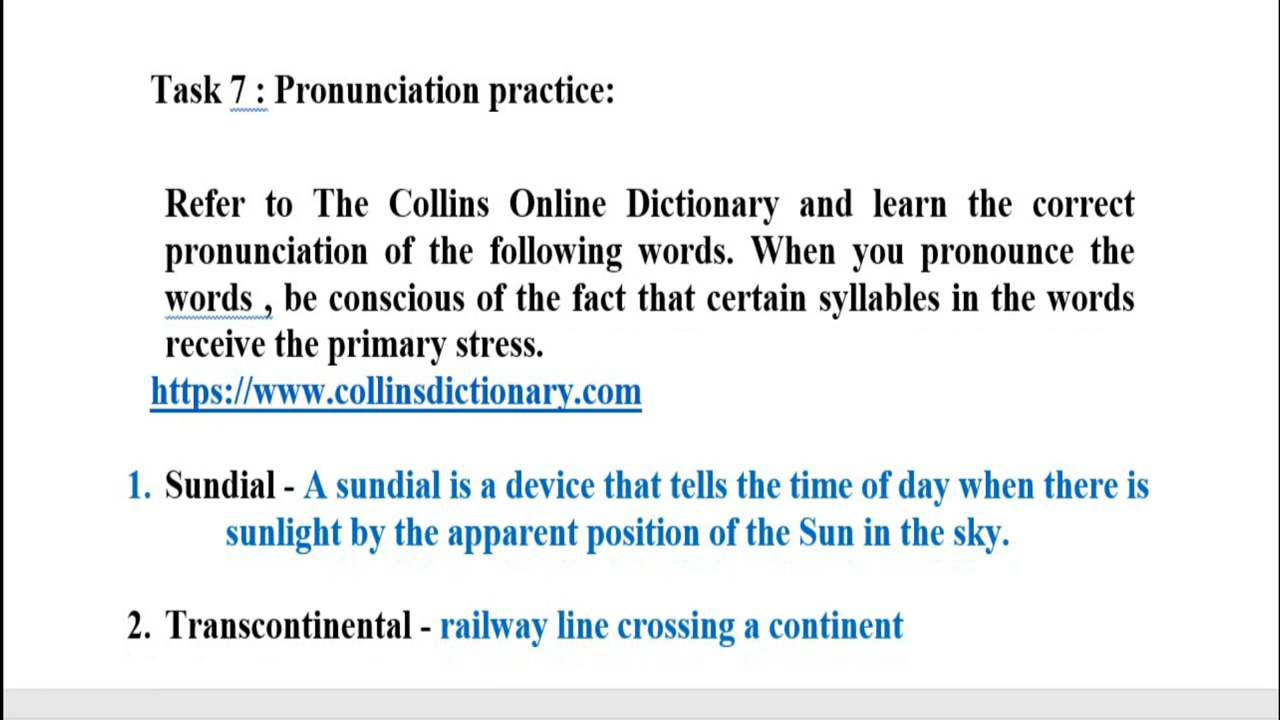 Task 7 : Pronunciation practice:
Refer to The Collins Online Dictionary and learn the correct
pronunciation of the following words. When you pronounce the
words , be conscious of the fact that certain syllables in the words
receive the primary stress.
https://www.collinsdictionary.com
1. Sundial - A sundial is a device that tells the time of day when there is
sunlight by the apparent position of the Sun in the sky.
2. Transcontinental - railway line crossing a continent